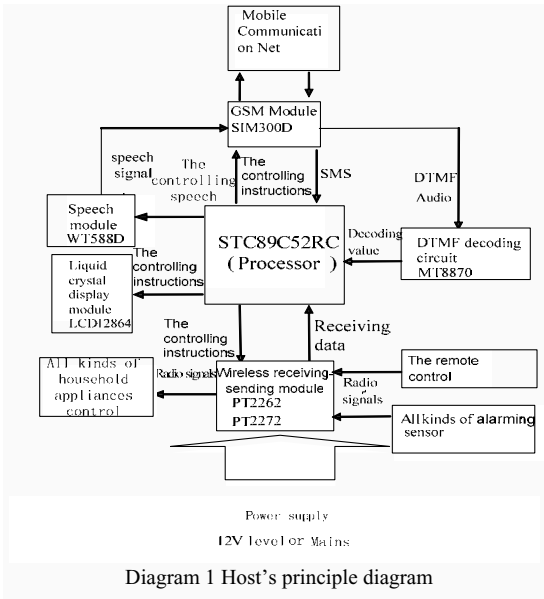 Mobile
Communicati
on Net
GSM Module
SIM300D
speech
signal
The
controlling
speech
The
controlling
instructions
SMS
DTMF
Audio
Speech
module
WT588D
STC89C52RC
( Processor )
Decoding
value
DTMF decoding
circuit
MT8870
Liquid
crystal
display
module
LCD12864
The
controlling
instructions
The
controlling
instructions
Receiving
data
All kinds of
household
appliances
control
Radio signals
Wireless receiving-
sending module
PT2262
PT2272
Radio
signals
The remote
control
All kinds of alarming
sensor
Power supply
12V level or Mains
Diagram 1 Host's principle diagram